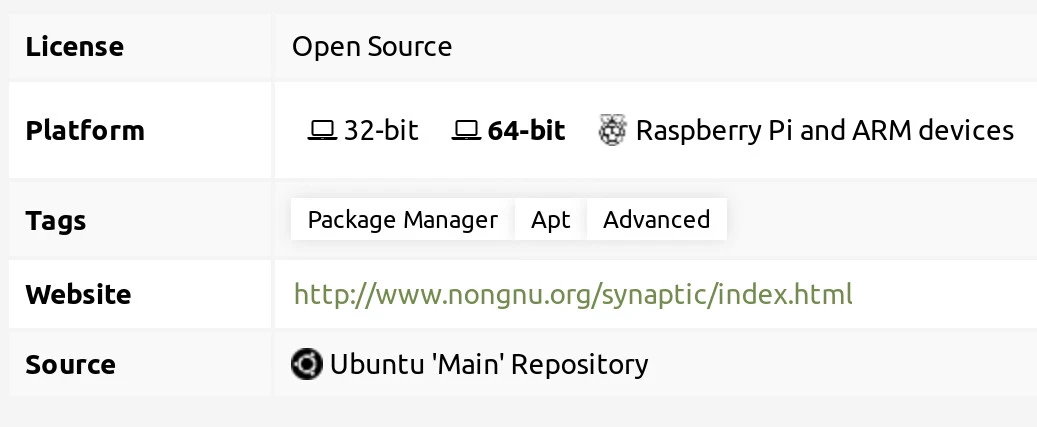 License Open Source
Platform 32-bit 64-bit Raspberry Pi and ARM devices
Tags Package Manager Apt Advanced
Website http://www.nongnu.org/synaptic/index.html
Source Ubuntu 'Main' Repository